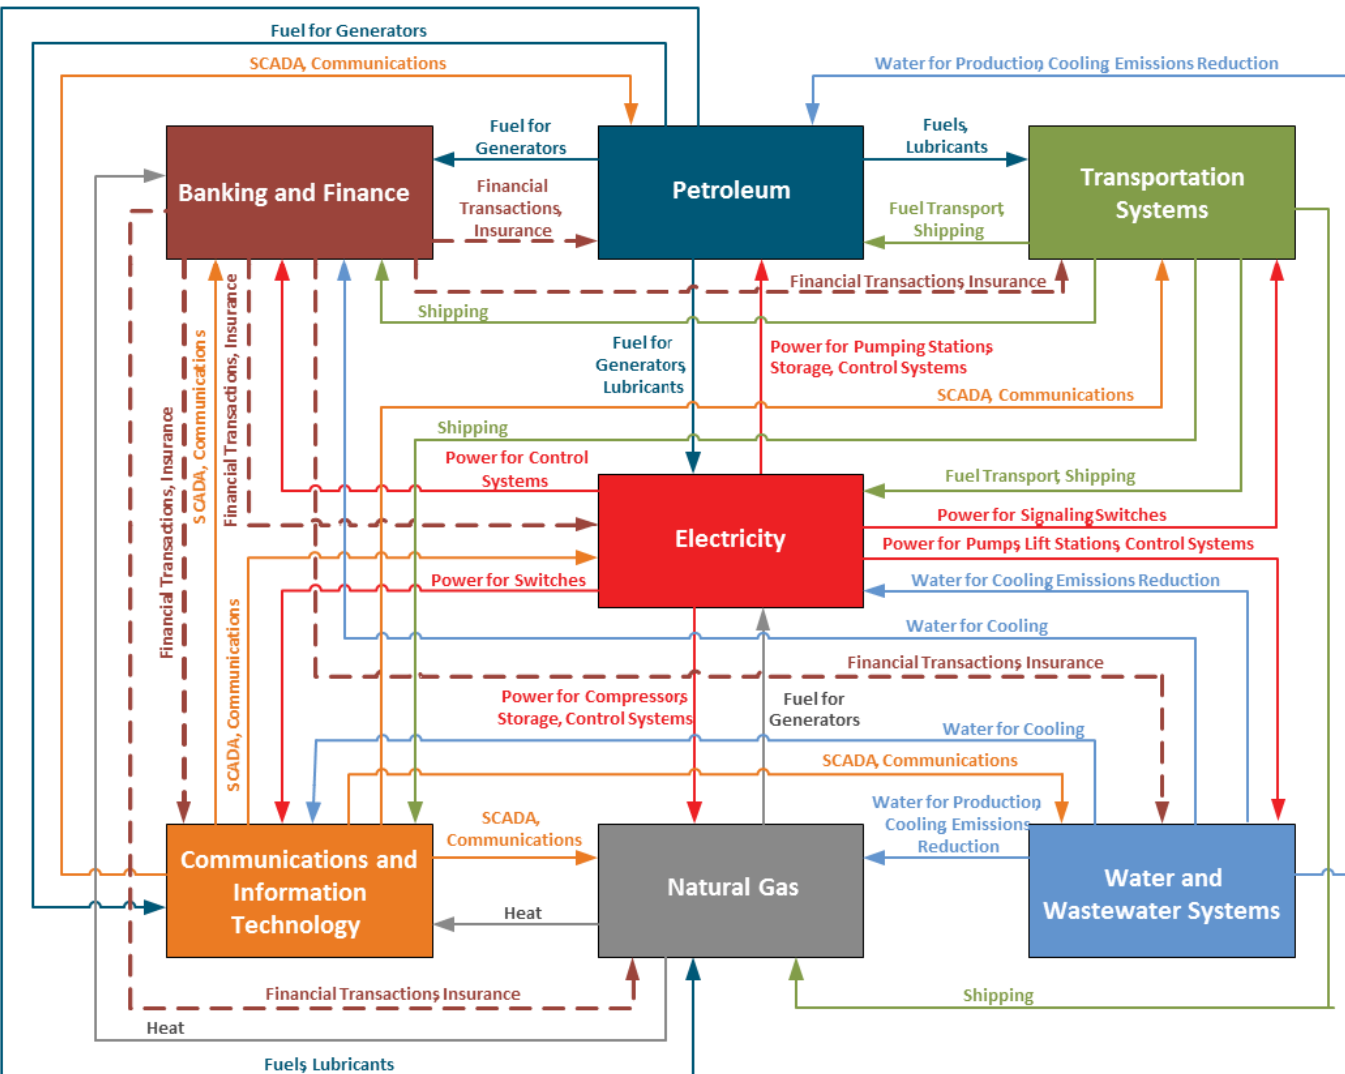 Fuel for Generators
SCADA, Communications
Water for Production, Cooling, Emissions Reduction
Fuel for
Generators
Fuels,
Lubricants
Banking and Finance
Petroleum
Transportation
Systems
Financial
Transactions,
Insurance
Fuel Transport,
Shipping
Financial Transactions, Insurance
Shipping
Fuel for
Generators,
Lubricants
Power for Pumping Stations,
Storage, Control Systems
SCADA, Communications
Financial Transactions, Insurance
SCADA, Communications
Financial Transactions, Insurance
Shipping
Power for Control
Systems
Fuel Transport, Shipping
Electricity
Power for Signaling Switches
Power for Pumps, Lift Stations, Control Systems
Power for Switches
Water for Cooling Emissions Reduction
SCADA, Communications
Water for Cooling
Financial Transactions, Insurance
Power for Compressors,
Storage, Control Systems
Fuel for
Generators
Water for Cooling
SCADA, Communications
SCADA,
Communications
Water for Production,
Cooling Emissions
Reduction
Communications and
Information
Technology
Natural Gas
Water and
Wastewater Systems
Heat
Financial Transactions, Insurance
Shipping
Heat
Fuels, Lubricants